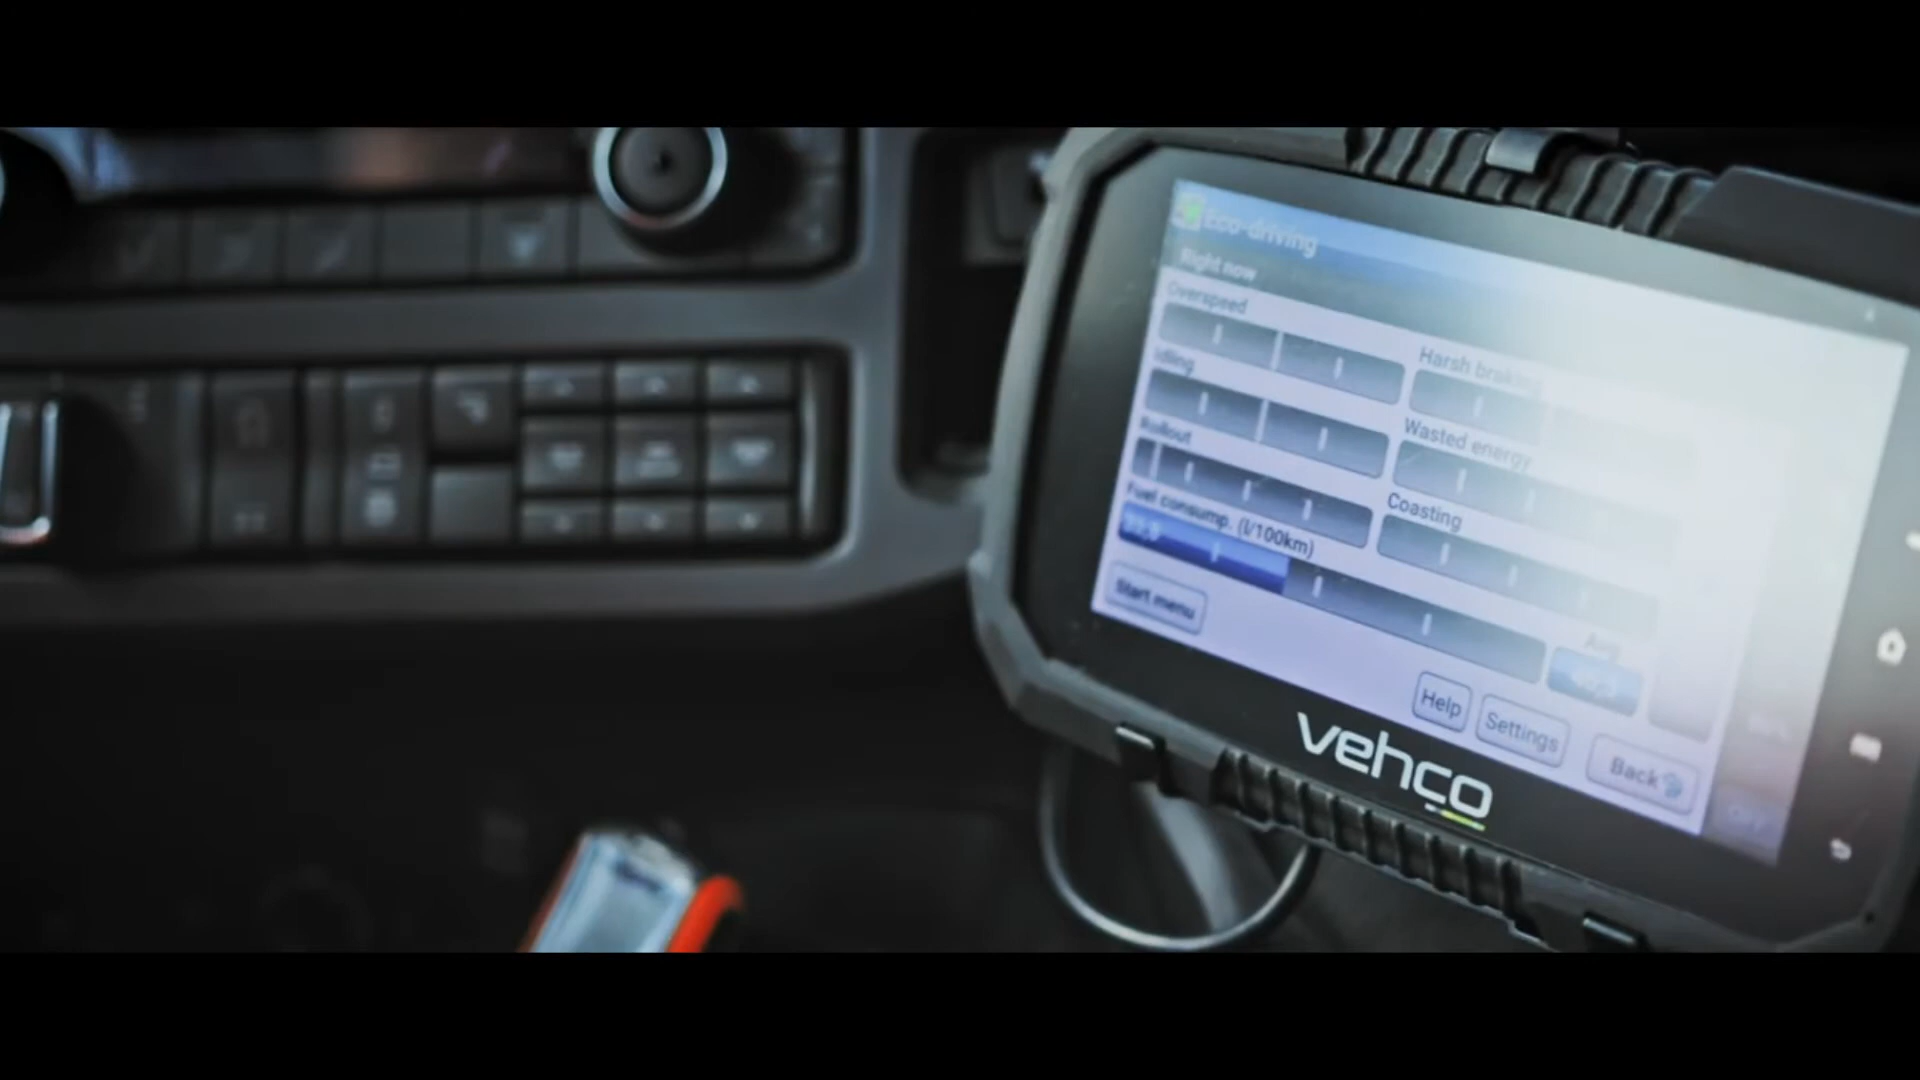 Eco-driving
Right now
Overspeed
Harsh braking
Idling
Wasted energy
Rollout
Coasting
Fuel consump. (l/100km)
Avg
Start menu
Help
Settings
Back
vehco